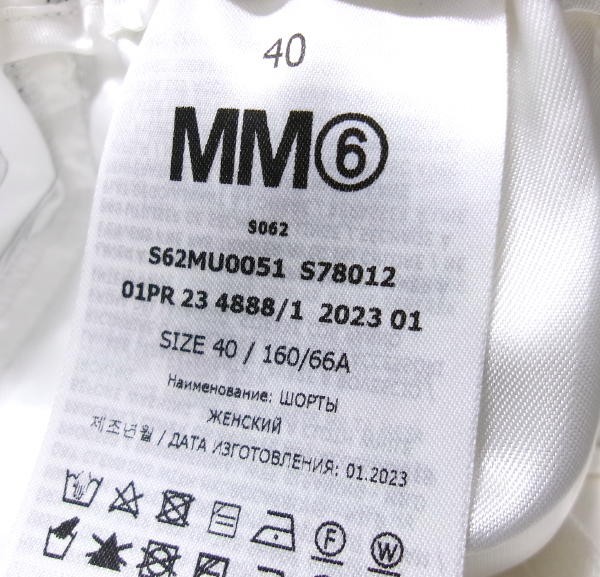 40
MM⑥
S062
S62MU0051 S78012
01PR 23 4888/1 2023 01
SIZE 40 / 160/66A
Наименование: ШОРТЫ
ЖЕНСКИЙ
제조년월 / ДАТА ИЗГОТОВЛЕНИЯ: 01.2023
F W